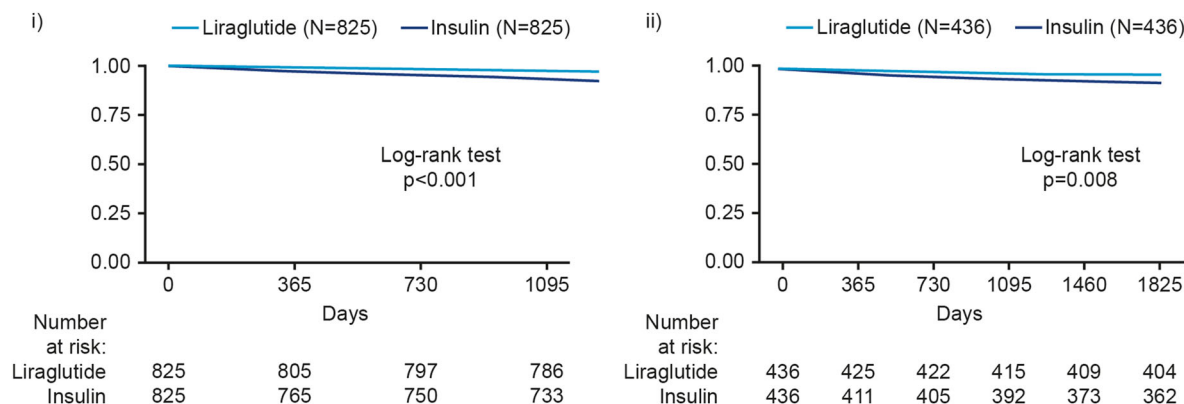 i)
Liraglutide (N=825) Insulin (N=825)
1.00
0.75
0.50
0.25
0.00
Log-rank test
p<0.001
0 365 730 1095
Days
Number
at risk:
Liraglutide 825 805 797 786
Insulin 825 765 750 733
ii)
Liraglutide (N=436) Insulin (N=436)
1.00
0.75
0.50
0.25
0.00
Log-rank test
p=0.008
0 365 730 1095 1460 1825
Days
Number
at risk:
Liraglutide 436 425 422 415 409 404
Insulin 436 411 405 392 373 362